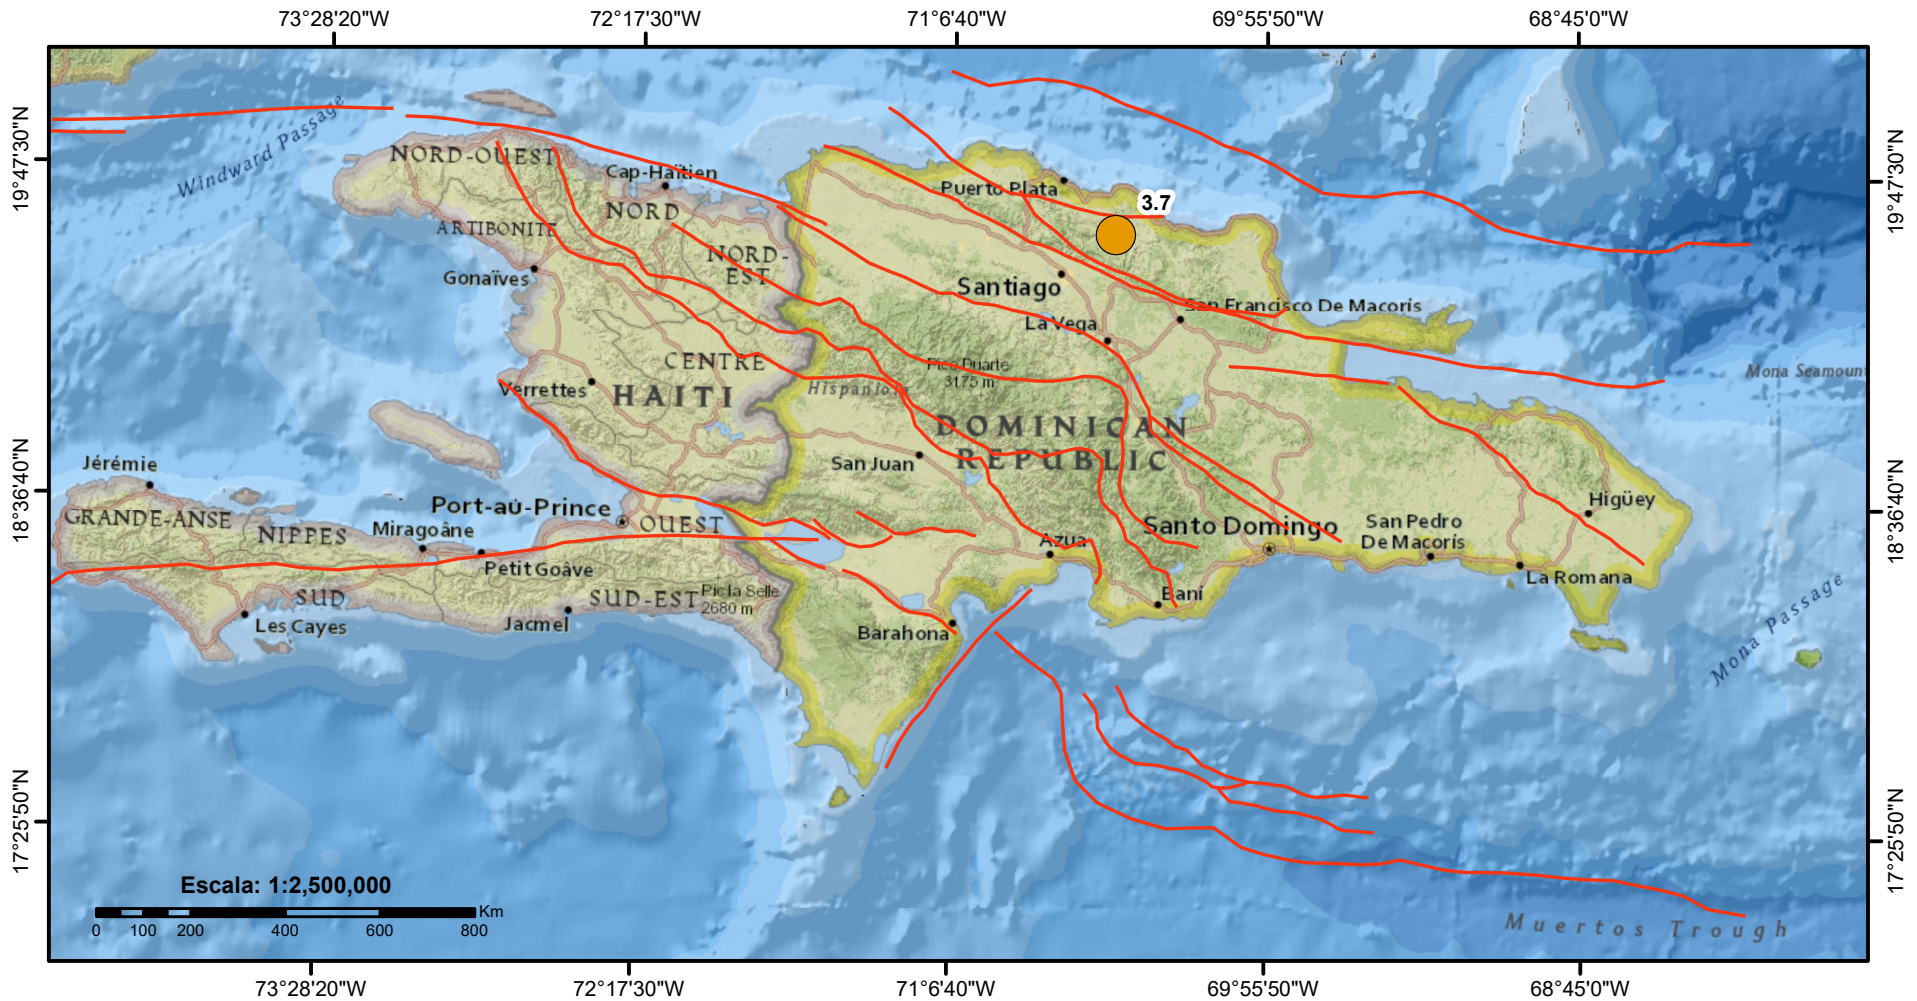 73°28'20"W 72°17'30"W 71°6'40"W 69°55'50"W 68°45'0"W
19°47'30"N
18°36'40"N
17°25'50"N
19°47'30"N
18°36'40"N
17°25'50"N
Windward Passage
NORD-OUEST
Cap-Haïtien
Puerto Plata
3.7
NORD
ARTIBONITE
NORD-
EST
Gonaïves
Santiago
San Francisco De Macorís
La Vega
CENTRE
Pico Duarte
3175 m
Mona Seamount
Verrettes
HAITI
Hispaniola
DOMINICAN
REPUBLIC
San Juan
Jérémie
Higüey
Port-au-Prince
GRANDE-ANSE
NIPPES
Miragoâne
OUEST
Santo Domingo
San Pedro
De Macorís
Azua
Petit Goâve
La Romana
SUD
SUD-EST
Pic la Selle
2680 m
Baní
Les Cayes
Jacmel
Barahona
Mona Passage
Escala: 1:2,500,000
Km
0 100 200 400 600 800
Muertos Trough
73°28'20"W 72°17'30"W 71°6'40"W 69°55'50"W 68°45'0"W